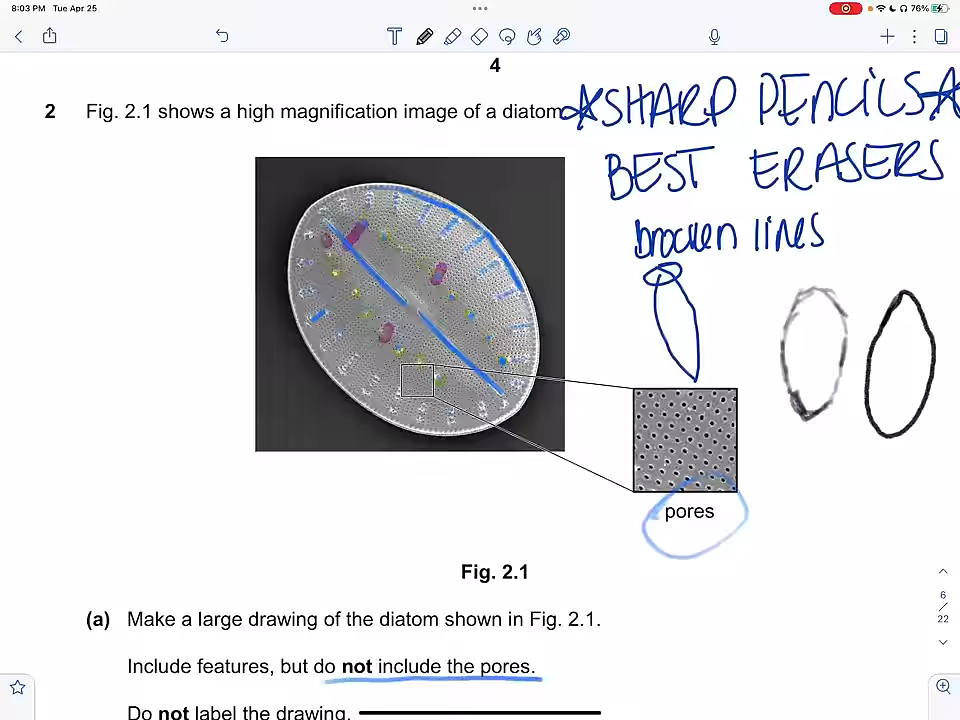 8:03 PM Tue Apr 25
76%
4
2 Fig. 2.1 shows a high magnification image of a diatom
SHARP PENCILS
BEST ERASERS
brocken lines
pores
Fig. 2.1
(a) Make a large drawing of the diatom shown in Fig. 2.1.
6
/
22
Include features, but do not include the pores.
Do not label the drawing.